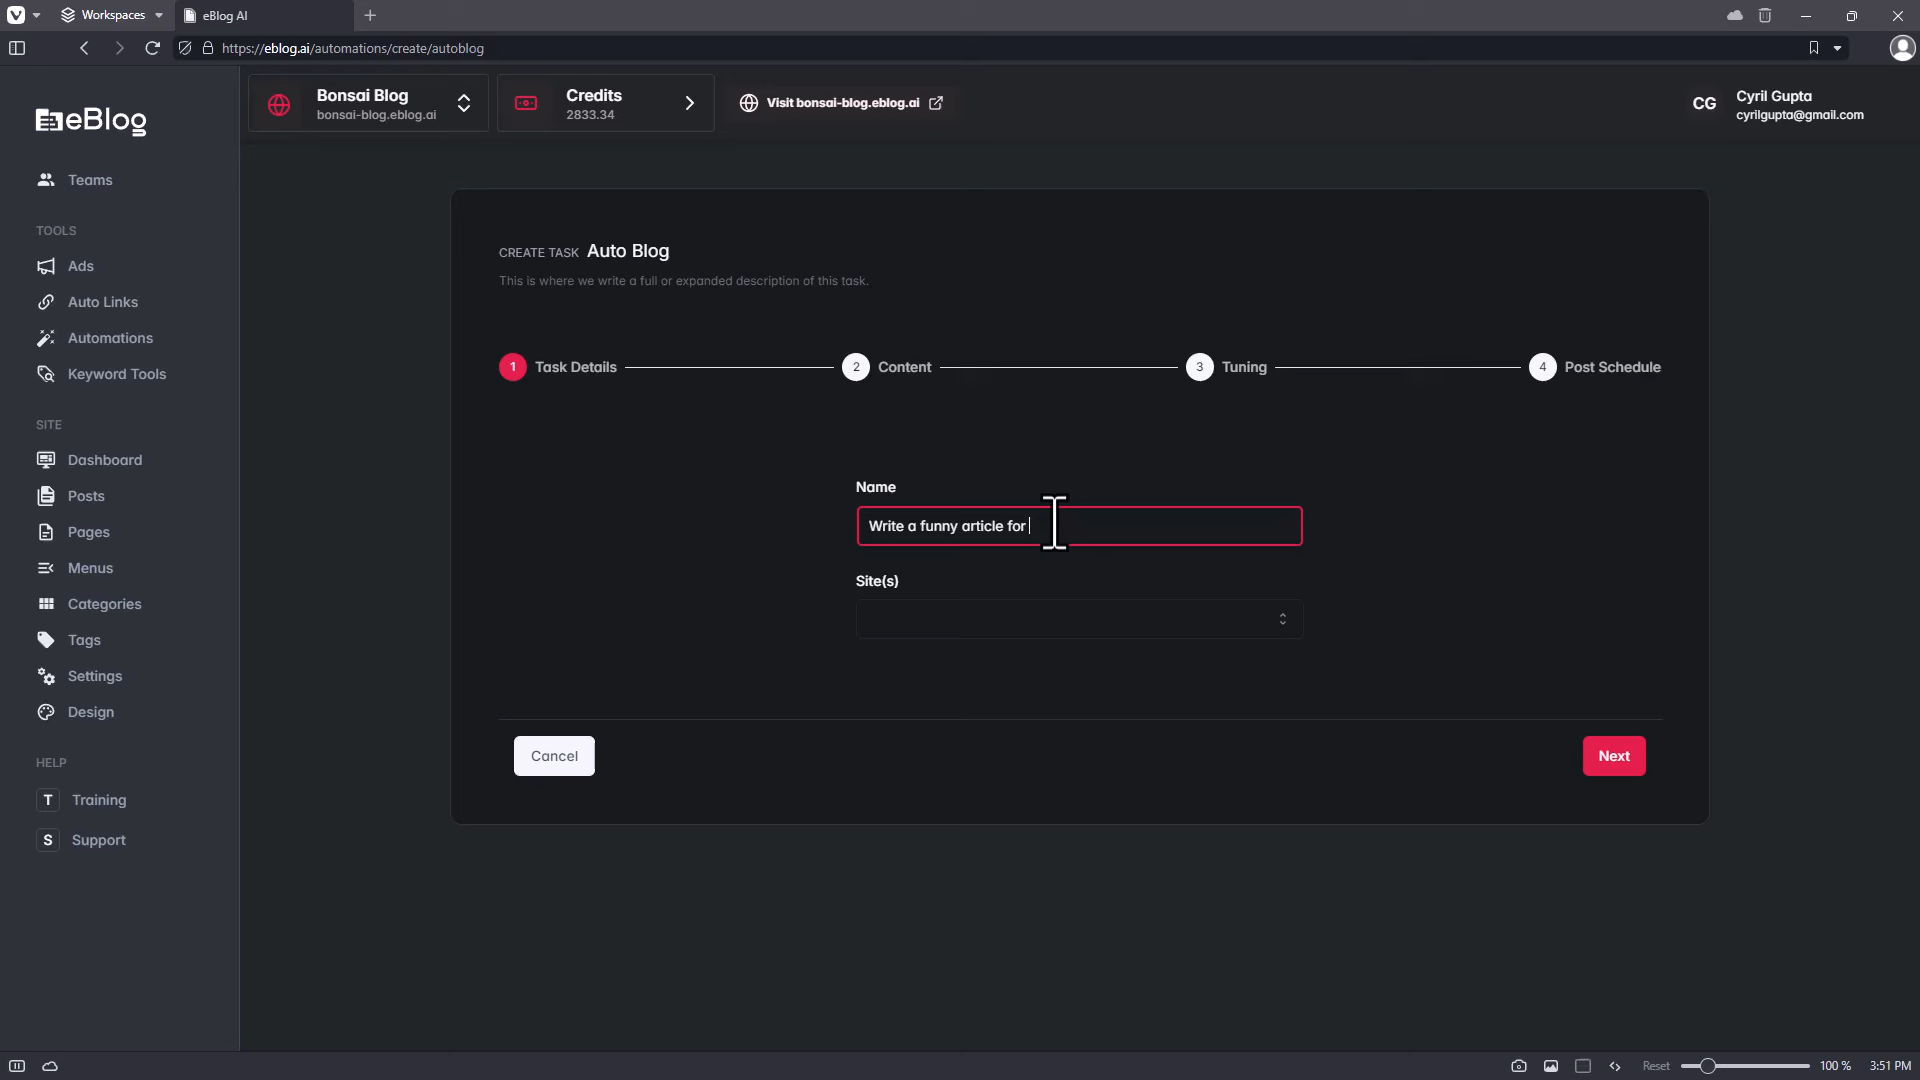 Workspaces
eBlog AI
https://eblog.ai/automations/create/autoblog
eBlog
Teams
TOOLS
Ads
Auto Links
Automations
Keyword Tools
SITE
Dashboard
Posts
Pages
Menus
Categories
Tags
Settings
Design
HELP
T Training
S Support
Bonsai Blog
bonsai-blog.eblog.ai
Credits
2833.34
Visit bonsai-blog.eblog.ai
CG
Cyril Gupta
cyrilgupta@gmail.com
CREATE TASK Auto Blog
This is where we write a full or expanded description of this task.
1 Task Details
2 Content
3 Tuning
4 Post Schedule
Name
Write a funny article for
Site(s)
Cancel
Next
Reset
100 %
3:51 PM